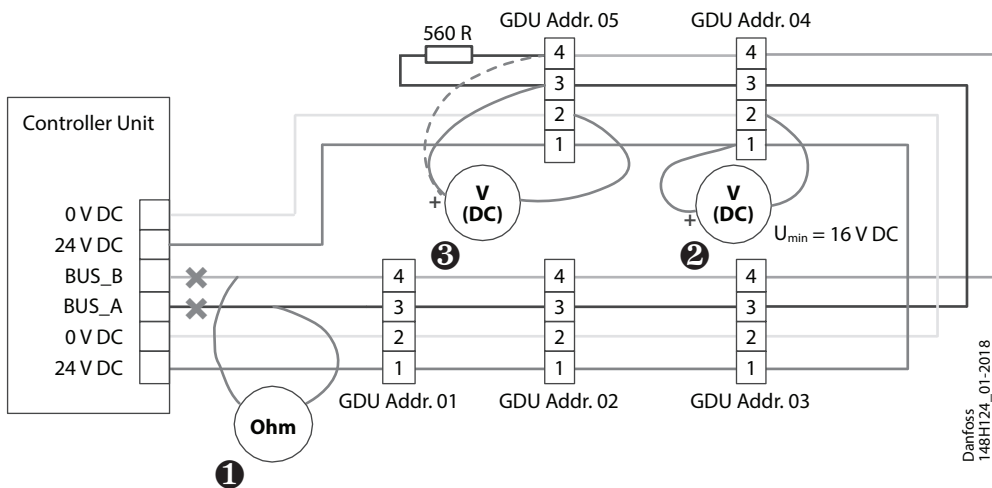 GDU Addr. 05
GDU Addr. 04
560 R
4
4
3
3
2
2
1
1
Controller Unit
V
(DC)
+
❸
V
(DC)
+
❷
Uₘᵢₙ = 16 V DC
0 V DC
24 V DC
BUS_B
BUS_A
0 V DC
24 V DC
4
4
4
3
3
3
2
2
2
1
1
1
GDU Addr. 01
GDU Addr. 02
GDU Addr. 03
Ohm
❶
Danfoss
148H124_01-2018